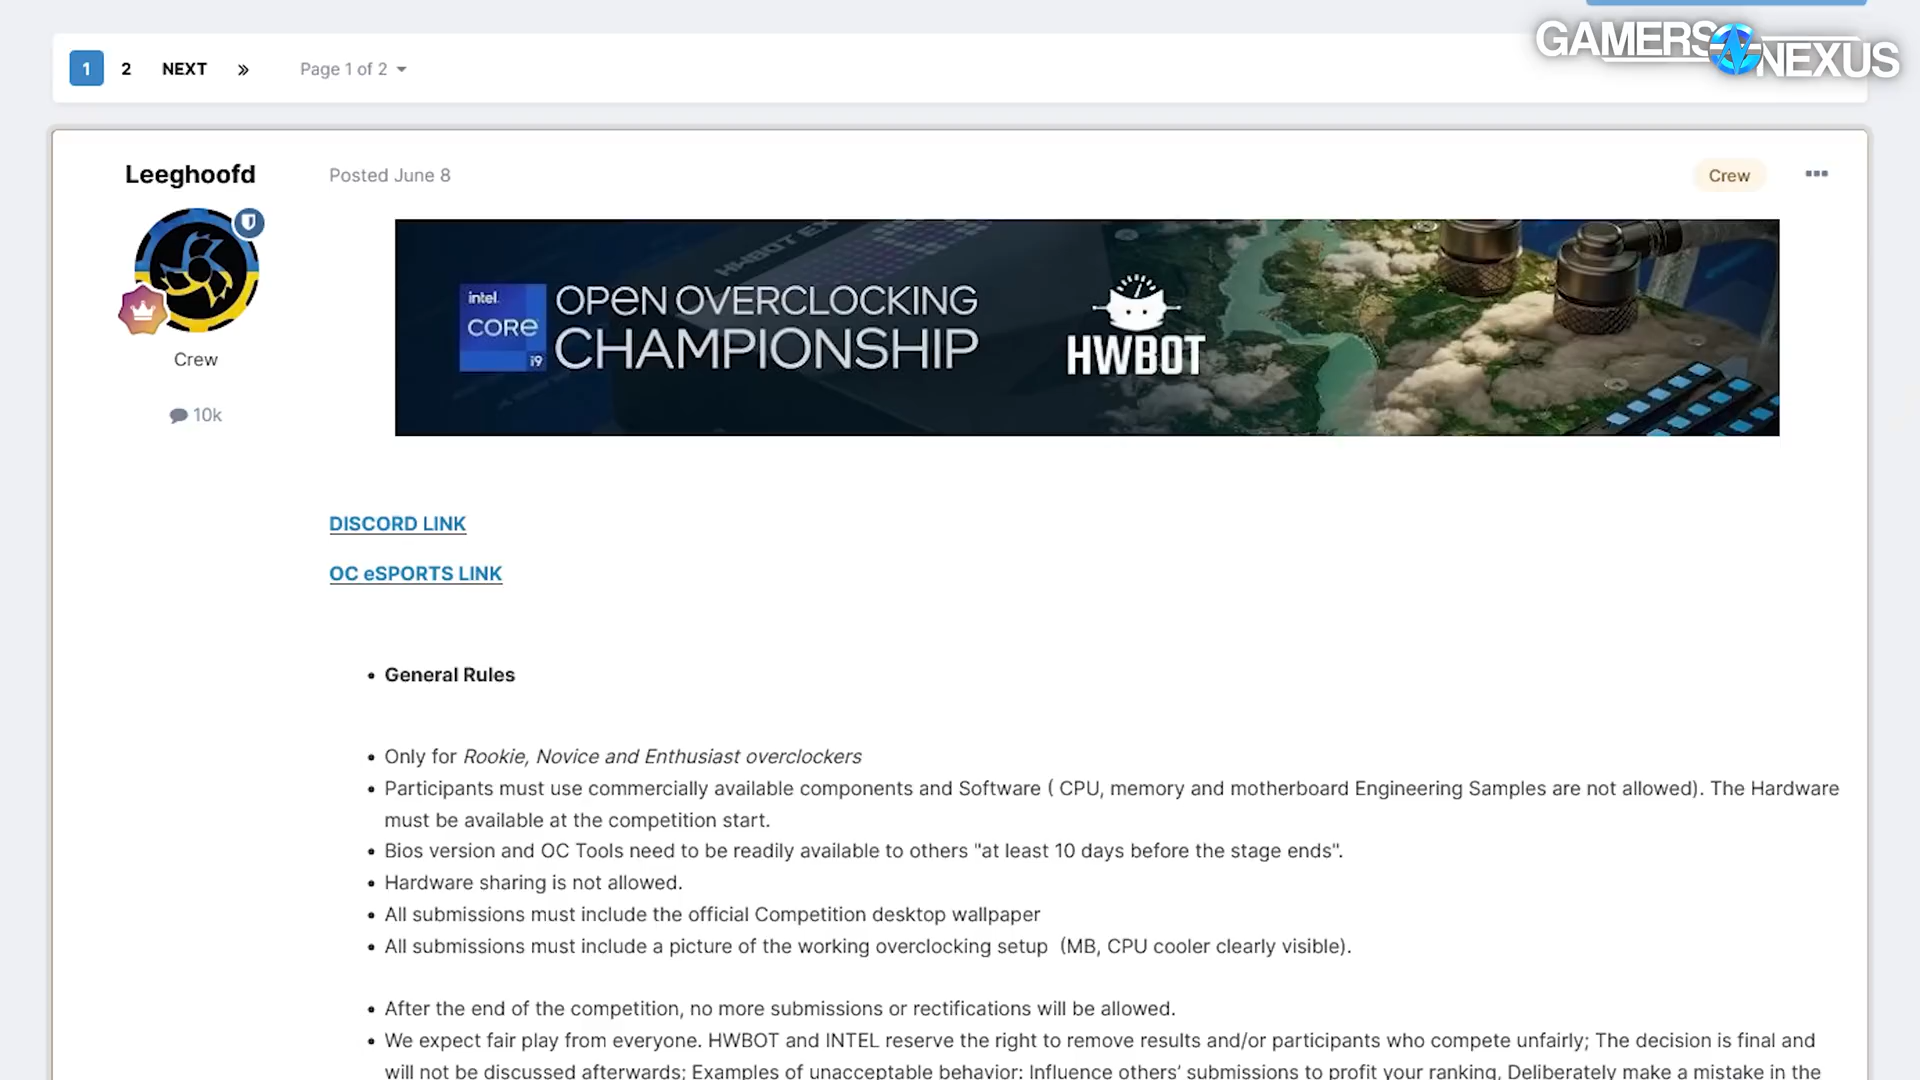 GAMERS NEXUS
1 2 NEXT » Page 1 of 2
Leeghoofd
Posted June 8
Crew
HWBOT EX
intel.
CORE
i9
OPEN OVERCLOCKING
CHAMPIONSHIP
HWBOT
Crew
10k
DISCORD LINK
OC eSPORTS LINK
• General Rules
• Only for Rookie, Novice and Enthusiast overclockers
• Participants must use commercially available components and Software ( CPU, memory and motherboard Engineering Samples are not allowed). The Hardware
must be available at the competition start.
• Bios version and OC Tools need to be readily available to others "at least 10 days before the stage ends".
• Hardware sharing is not allowed.
• All submissions must include the official Competition desktop wallpaper
• All submissions must include a picture of the working overclocking setup  (MB, CPU cooler clearly visible).
• After the end of the competition, no more submissions or rectifications will be allowed.
• We expect fair play from everyone. HWBOT and INTEL reserve the right to remove results and/or participants who compete unfairly; The decision is final and
will not be discussed afterwards; Examples of unacceptable behavior: Influence others’ submissions to profit your ranking, Deliberately make a mistake in the